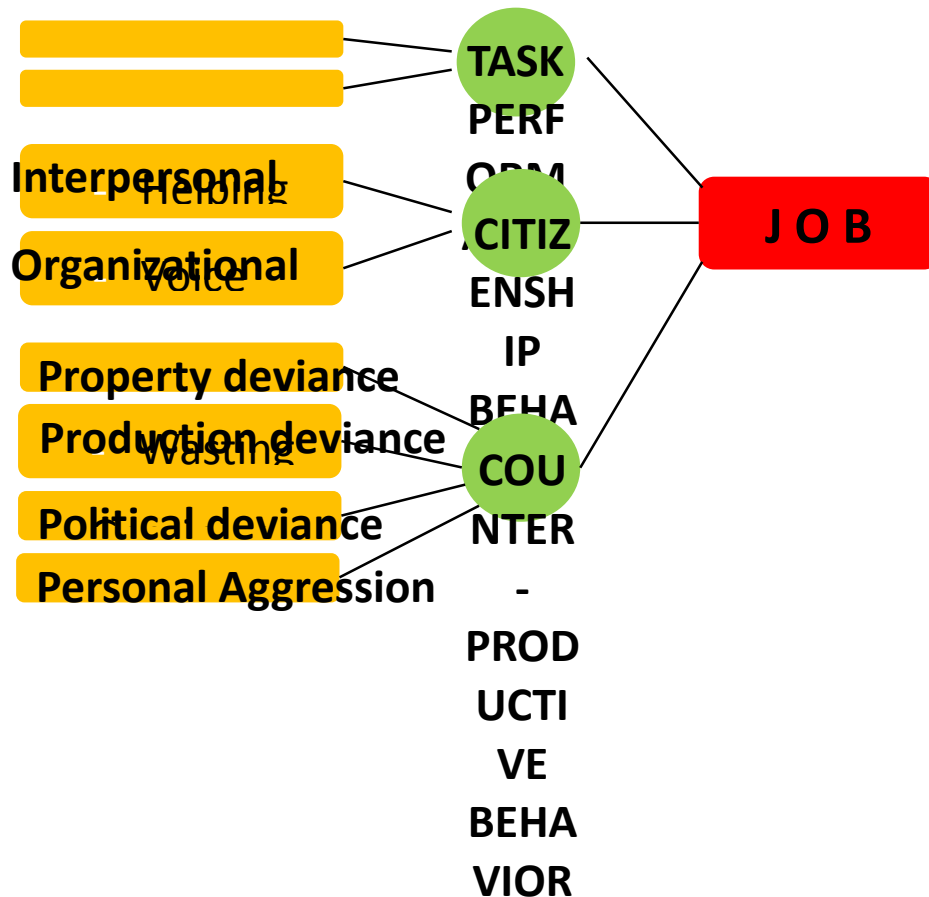 TASK
PERF
ORM
Interpersonal
- Helping
Organizational
- Voice
CITIZ
ENSH
IP
BEHA
J O B
Property deviance
Production deviance
- Wasting
Political deviance
Personal Aggression
COU
NTER
-
PROD
UCTI
VE
BEHA
VIOR